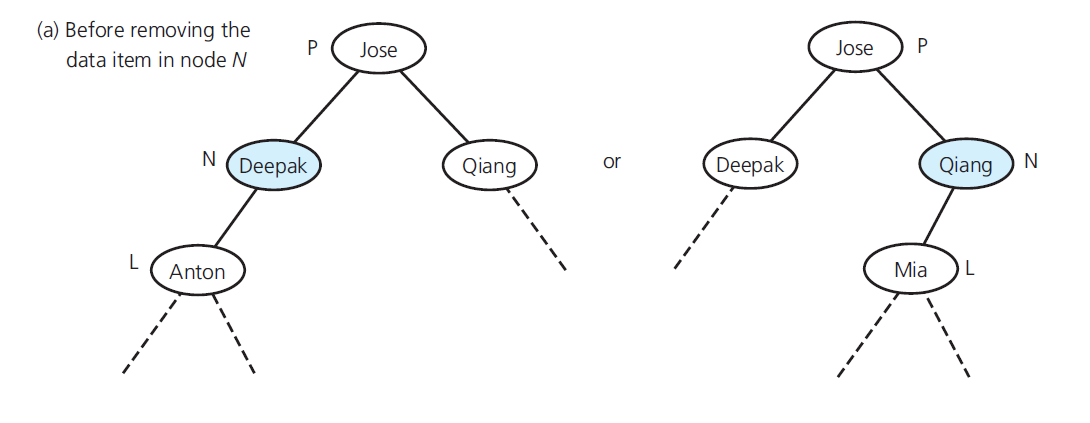 (a) Before removing the
data item in node N
P
Jose
N
Deepak
Qiang
L
Anton
or
Jose
P
Deepak
Qiang
N
Mia
L